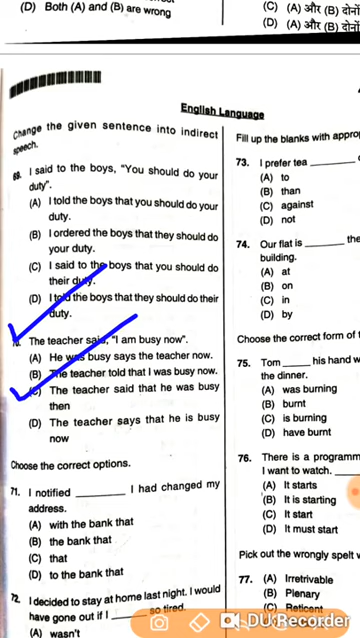 (D) Both (A) and (B) are wrong
English Language
Change the given sentence into indirect
speech.
69. I said to the boys, "You should do your
duty".
(A) I told the boys that you should do your
duty.
(B) I ordered the boys that they should do
your duty.
(C) I said to the boys that you should do
their duty.
(D) I told the boys that they should do their
duty.
70. The teacher said, "I am busy now".
(A) He was busy says the teacher now.
(B) The teacher told that I was busy now.
(C) The teacher said that he was busy
then
(D) The teacher says that he is busy
now
Choose the correct options.
71. I notified ________ I had changed my
address.
(A) with the bank that
(B) the bank that
(C) that
(D) to the bank that
72. I decided to stay at home last night. I would
have gone out if I ______ so tired.
(A) wasn't
(C) (A) और (B) दोनों
(D) (A) और (B) दोनों
Fill up the blanks with appro
73. I prefer tea ________
(A) to
(B) than
(C) against
(D) not
74. Our flat is _______ the
building.
(A) at
(B) on
(C) in
(D) by
Choose the correct form of
75. Tom _____ his hand w
the dinner.
(A) was burning
(B) burnt
(C) is burning
(D) have burnt
76. There is a programm
I want to watch. ____
(A) It starts
(B) It is starting
(C) It start
(D) It must start
Pick out the wrongly spelt
77. (A) Irretrivable
(B) Plenary
(C) Reticent
DU Recorder